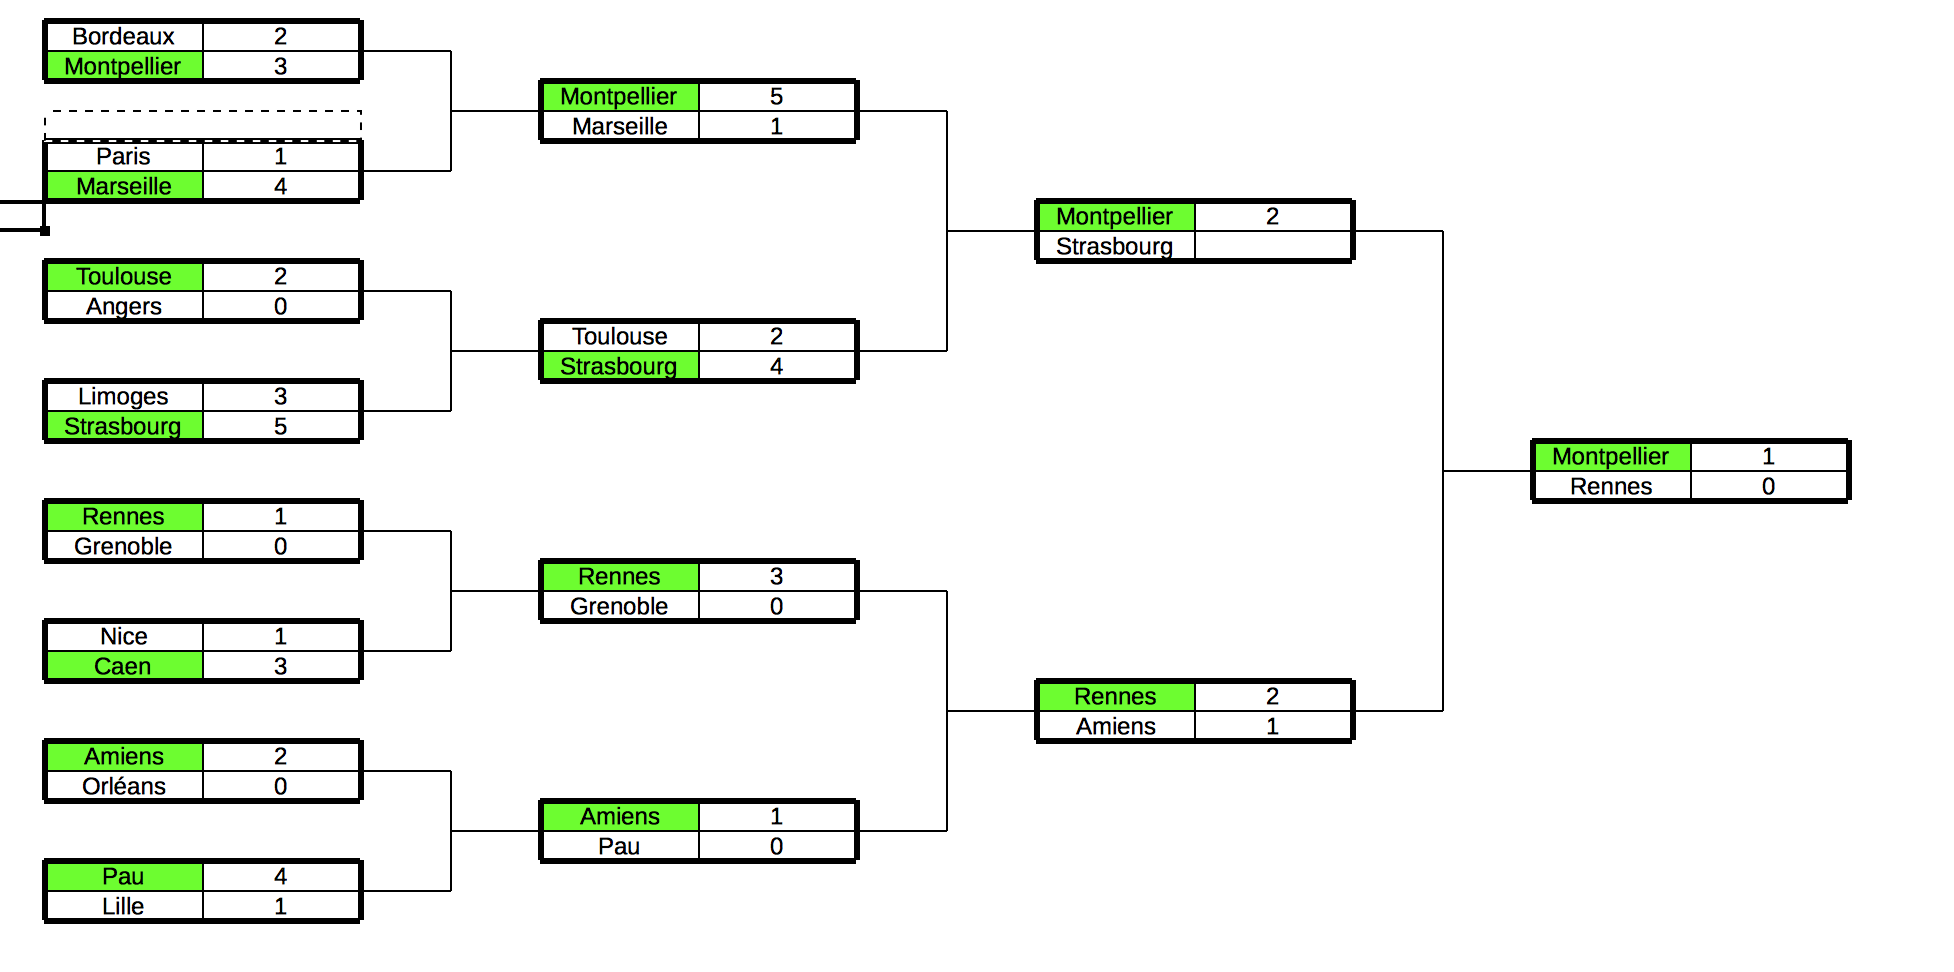 Bordeaux 2
Montpellier 3
Paris 1
Marseille 4
Toulouse 2
Angers 0
Limoges 3
Strasbourg 5
Rennes 1
Grenoble 0
Nice 1
Caen 3
Amiens 2
Orléans 0
Pau 4
Lille 1
Montpellier 5
Marseille 1
Toulouse 2
Strasbourg 4
Rennes 3
Grenoble 0
Amiens 1
Pau 0
Montpellier 2
Strasbourg
Rennes 2
Amiens 1
Montpellier 1
Rennes 0